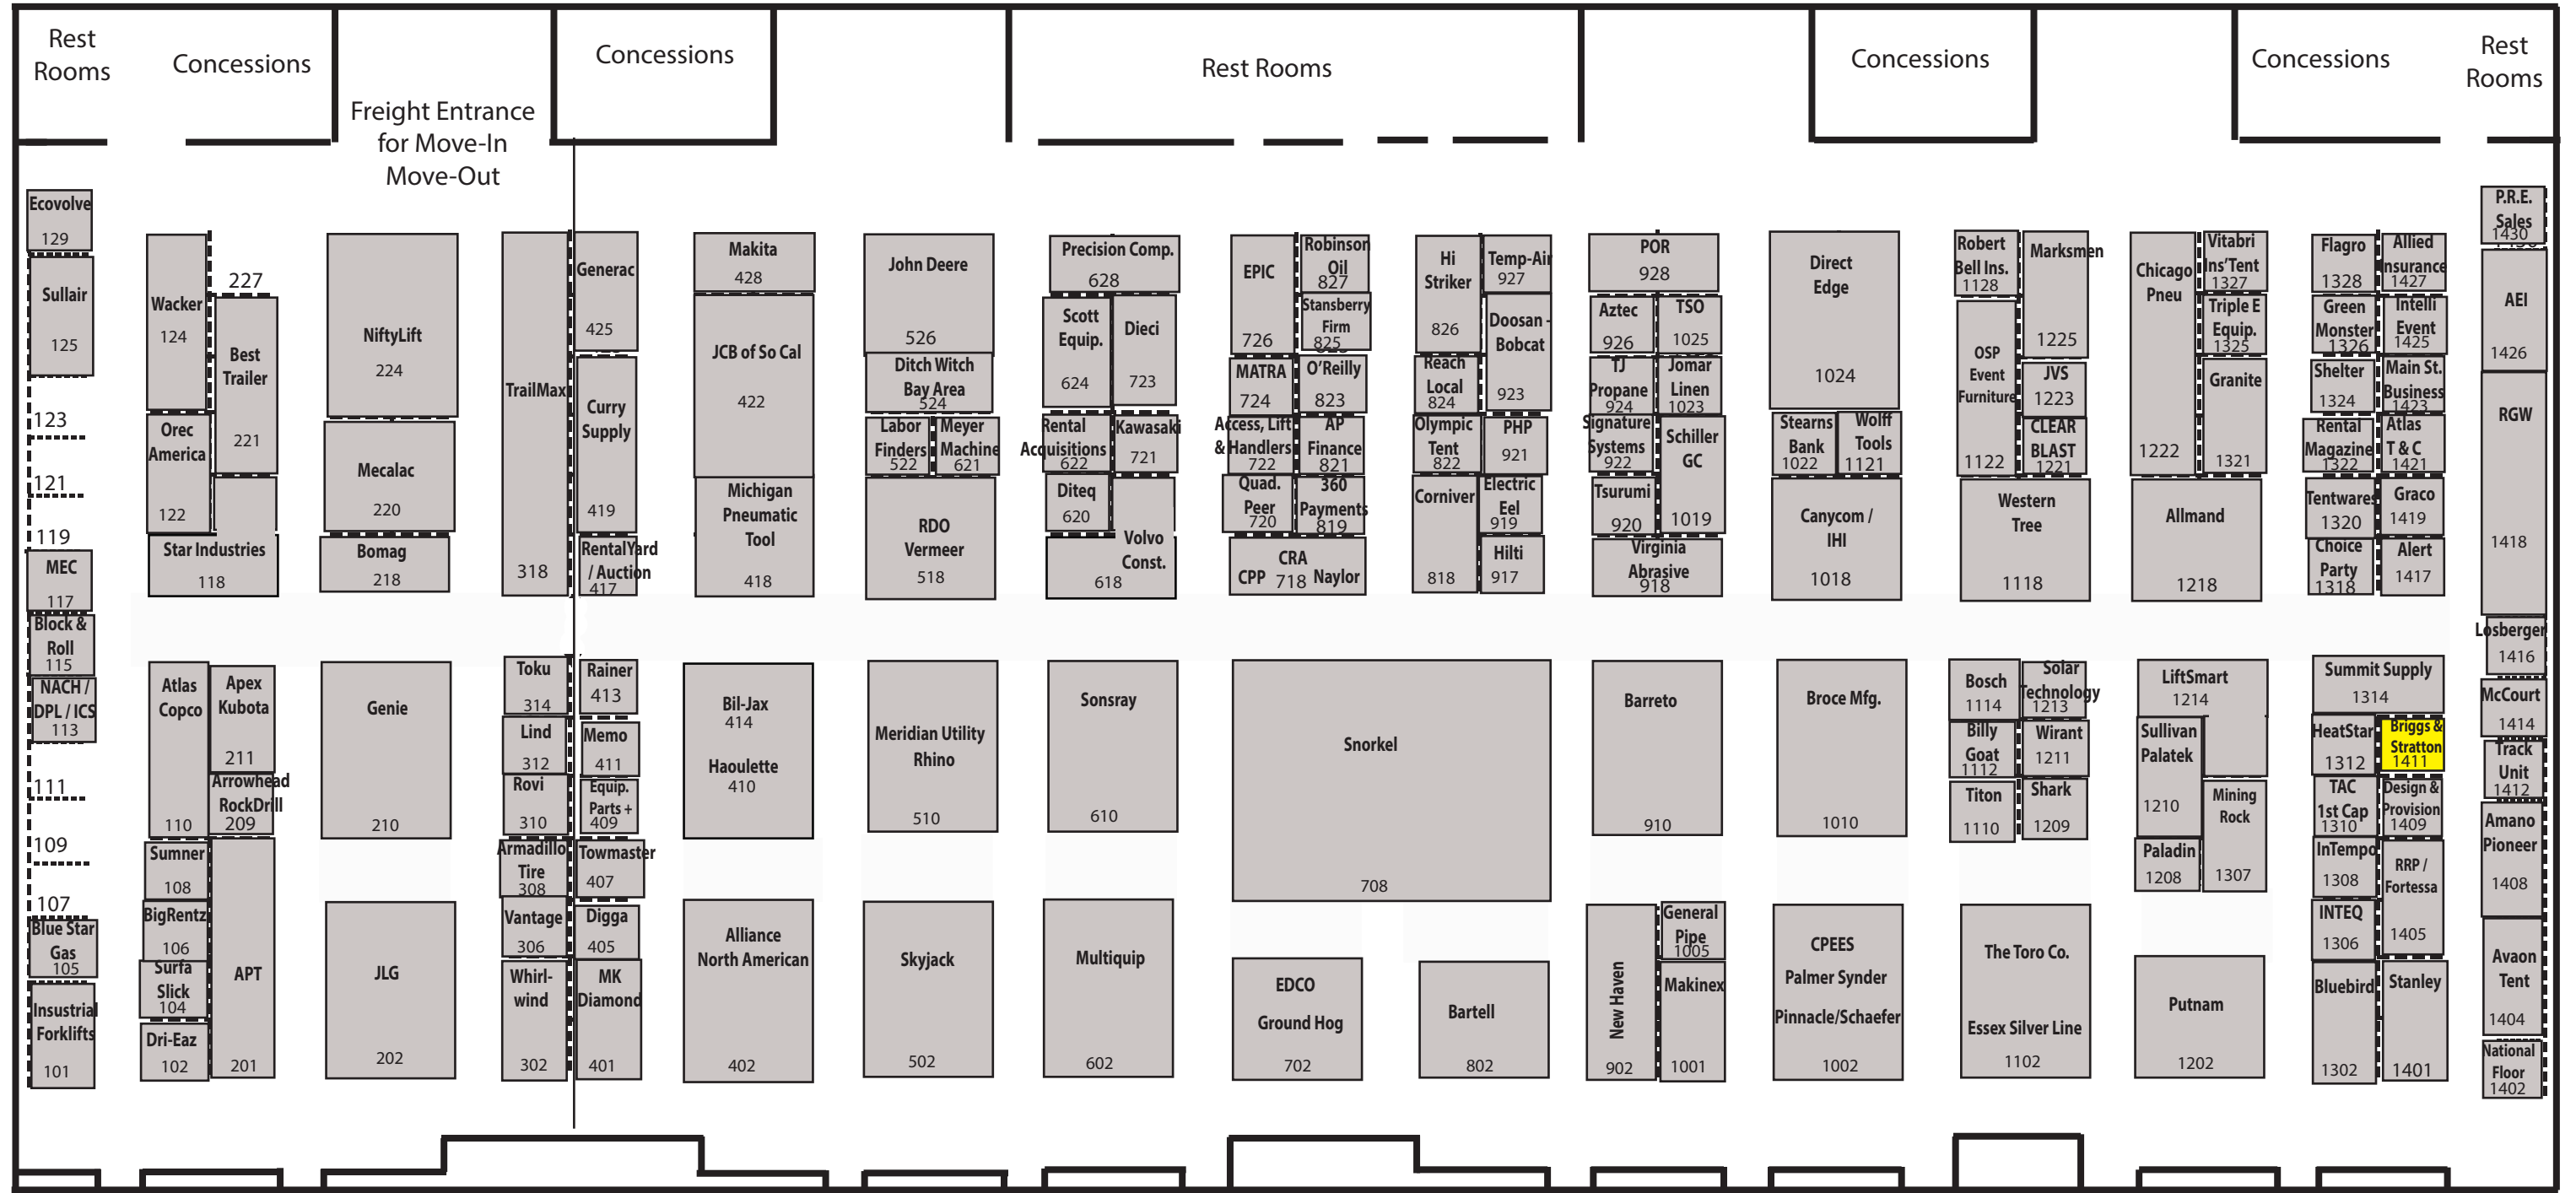 Rest
Rooms
Concessions
Freight Entrance
for Move-In
Move-Out
Concessions
Rest Rooms
Concessions
Concessions
Rest
Rooms
Ecovolve
129
Sullair
125
123
121
119
MEC
117
Block &
Roll
115
NACH /
DPL / ICS
113
111
109
107
Blue Star
Gas
105
Insustrial
Forklifts
101
Wacker
124
227
Best
Trailer
221
Orec
America
122
Star Industries
118
Atlas
Copco
110
Apex
Kubota
211
Arrowhead
RockDrill
209
Sumner
108
BigRentz
106
Surfa
Slick
104
Dri-Eaz
102
APT
201
NiftyLift
224
Mecalac
220
Bomag
218
Genie
210
JLG
202
TrailMax
318
Generac
425
Curry
Supply
419
RentalYard
/ Auction
417
Toku
314
Rainer
413
Lind
312
Memo
411
Rovi
310
Equip.
Parts +
409
Armadillo
Tire
308
Towmaster
407
Vantage
306
Digga
405
Whirl-
wind
302
MK
Diamond
401
Makita
428
JCB of So Cal
422
Michigan
Pneumatic
Tool
418
Bil-Jax
414
Haoulette
410
Alliance
North American
402
John Deere
526
Ditch Witch
Bay Area
524
Labor
Finders
522
Meyer
Machine
621
RDO
Vermeer
518
Meridian Utility
Rhino
510
Skyjack
502
Precision Comp.
628
Scott
Equip.
624
Dieci
723
Rental
Acquisitions
622
Kawasaki
721
Diteq
620
Volvo
Const.
618
Sonsray
610
Multiquip
602
EPIC
726
Robinson
Oil
827
Stansberry
Firm
825
MATRA
724
O'Reilly
823
Access, Lift
& Handlers
722
AP
Finance
821
Quad.
Peer
720
360
Payments
819
CRA
CPP 718 Naylor
Snorkel
708
EDCO
Ground Hog
702
Hi
Striker
826
Temp-Air
927
Doosan -
Bobcat
923
Reach
Local
824
Olympic
Tent
822
PHP
921
Corniver
818
Electric
Eel
919
Hilti
917
Bartell
802
POR
928
Aztec
926
TSO
1025
TJ
Propane
924
Jomar
Linen
1023
Signature
Systems
922
Schiller
GC
1019
Tsurumi
920
Virginia
Abrasive
918
Barreto
910
New Haven
902
General
Pipe
1005
Makinex
1001
Direct
Edge
1024
Stearns
Bank
1022
Wolff
Tools
1121
Canycom /
IHI
1018
Broce Mfg.
1010
CPEES
Palmer Synder
Pinnacle/Schaefer
1002
Robert
Bell Ins.
1128
Marksmen
1225
OSP
Event
Furniture
1122
JVS
1223
CLEAR
BLAST
1221
Western
Tree
1118
Bosch
1114
Solar
Technology
1213
Billy
Goat
1112
Wirant
1211
Titon
1110
Shark
1209
The Toro Co.
Essex Silver Line
1102
Chicago
Pneu
1222
Vitabri
Ins'Tent
1327
Triple E
Equip.
1325
Granite
1321
Allmand
1218
LiftSmart
1214
Sullivan
Palatek
1210
Mining
Rock
1307
Paladin
1208
Putnam
1202
Flagro
1328
Allied
Insurance
1427
Green
Monster
1326
Intelli
Event
1425
Shelter
1324
Main St.
Business
1423
Rental
Magazine
1322
Atlas
T & C
1421
Tentwares
1320
Graco
1419
Choice
Party
1318
Alert
1417
Summit Supply
1314
HeatStar
1312
Briggs &
Stratton
1411
TAC
1st Cap
1310
Design &
Provision
1409
InTempo
1308
RRP /
Fortessa
1405
INTEQ
1306
Bluebird
1302
Stanley
1401
P.R.E.
Sales
1430
AEI
1426
RGW
1418
Losberger
1416
McCourt
1414
Track
Unit
1412
Amano
Pioneer
1408
Avaon
Tent
1404
National
Floor
1402